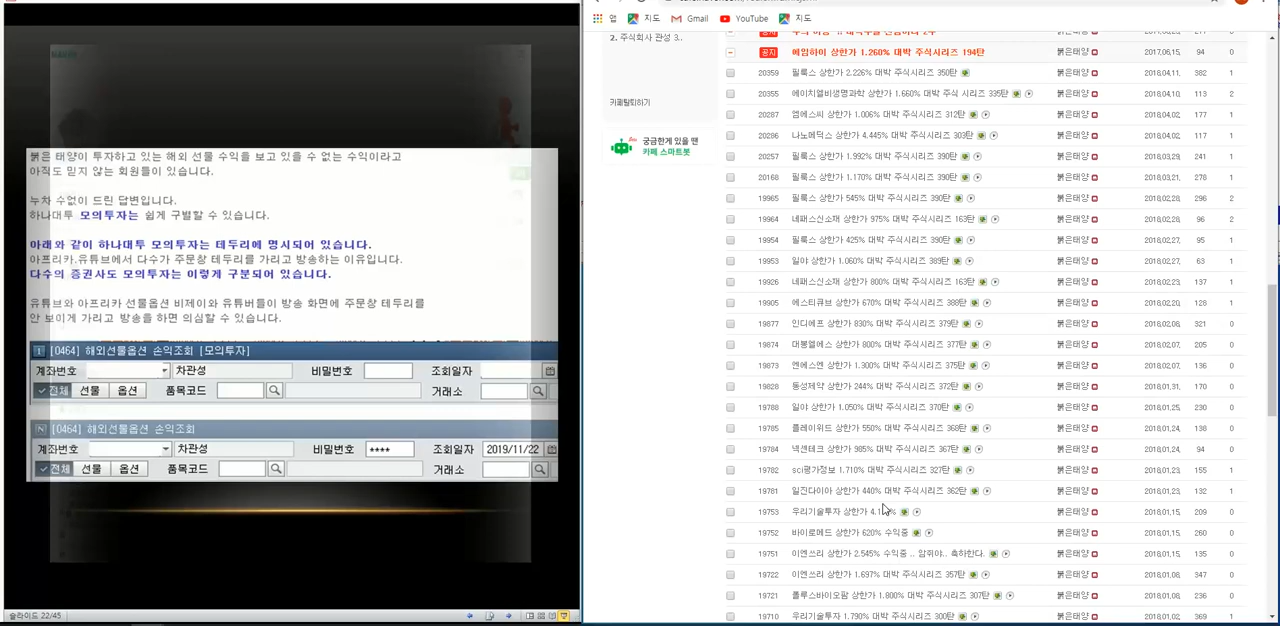 붉은 태양이 투자하고 있는 해외 선물 수익을 보고 있을 수 없는 수익이라고
아직도 믿지 않는 회원들이 있습니다.
누차 수없이 드린 답변입니다.
하나대투 모의투자는 쉽게 구별할 수 있습니다.
아래와 같이 하나대투 모의투자는 테두리에 명시되어 있습니다.
아프리카.유튜브에서 다수가 주문창 테두리를 가리고 방송하는 이유입니다.
다수의 증권사도 모의투자는 이렇게 구분되어 있습니다.
유튜브와 아프리카 선물옵션 비제이와 유튜버들이 방송 화면에 주문창 테두리를
안 보이게 가리고 방송을 하면 의심할 수 있습니다.
1 [0464] 해외선물옵션 손익조회 [모의투자]
계좌번호 차관성 비밀번호 조회일자
전체 선물 옵션 품목코드 거래소
N [0464] 해외선물옵션 손익조회
계좌번호 차관성 비밀번호 **** 조회일자 2019/11/22
전체 선물 옵션 품목코드 거래소
슬라이드 22/45
앱 지도 Gmail YouTube 지도
2. 주식회사 관성 3..
카페탈퇴하기
궁금한게 있을 땐
카페 스마트봇
공지 에임하이 상한가 1.260% 대박 주식시리즈 194탄 붉은태양 2017.06.15. 94 0
20359 필룩스 상한가 2.226% 대박 주식시리즈 350탄 붉은태양 2018.04.11. 382 1
20355 에이치엘비생명과학 상한가 1.660% 대박 주식 시리즈 335탄 붉은태양 2018.04.10. 113 2
20287 엠에스씨 상한가 1.006% 대박 주식시리즈 312탄 붉은태양 2018.04.02. 177 1
20286 나노메딕스 상한가 4.445% 대박 주식시리즈 303탄 붉은태양 2018.04.02. 117 1
20257 필룩스 상한가 1.992% 대박 주식시리즈 390탄 붉은태양 2018.03.29. 241 1
20168 필룩스 상한가 1.170% 대박 주식시리즈 390탄 붉은태양 2018.03.21. 278 1
19965 필룩스 상한가 545% 대박 주식시리즈 390탄 붉은태양 2018.02.28. 296 2
19964 네패스신소재 상한가 975% 대박 주식시리즈 163탄 붉은태양 2018.02.28. 96 2
19954 필룩스 상한가 425% 대박 주식시리즈 390탄 붉은태양 2018.02.27. 95 1
19953 일야 상한가 1.060% 대박 주식시리즈 389탄 붉은태양 2018.02.27. 63 1
19926 네패스신소재 상한가 800% 대박 주식시리즈 163탄 붉은태양 2018.02.23. 137 1
19905 에스티큐브 상한가 670% 대박 주식시리즈 388탄 붉은태양 2018.02.20. 128 1
19877 인디에프 상한가 830% 대박 주식시리즈 379탄 붉은태양 2018.02.08. 321 0
19874 대봉엘에스 상한가 800% 대박 주식시리즈 377탄 붉은태양 2018.02.07. 205 0
19873 엔에스엔 상한가 1.300% 대박 주식시리즈 375탄 붉은태양 2018.02.07. 136 0
19828 동성제약 상한가 244% 대박 주식시리즈 372탄 붉은태양 2018.01.31. 170 0
19788 일야 상한가 1.050% 대박 주식시리즈 370탄 붉은태양 2018.01.25. 230 0
19785 플레이위드 상한가 550% 대박 주식시리즈 368탄 붉은태양 2018.01.24. 138 0
19784 넥센테크 상한가 985% 대박 주식시리즈 367탄 붉은태양 2018.01.24. 94 0
19782 sci평가정보 1.710% 대박 주식시리즈 327탄 붉은태양 2018.01.23. 155 1
19781 일진다이아 상한가 440% 대박 주식시리즈 362탄 붉은태양 2018.01.23. 132 1
19753 우리기술투자 상한가 붉은태양 2018.01.15. 209 0
19752 바이로메드 상한가 620% 수익중 붉은태양 2018.01.15. 260 0
19751 이엔쓰리 상한가 2.545% 수익중 .. 암쥐야.. 축하한다. 붉은태양 2018.01.15. 135 0
19722 이엔쓰리 상한가 1.697% 대박 주식시리즈 357탄 붉은태양 2018.01.08. 347 0
19721 폴루스바이오팜 상한가 1.800% 대박 주식시리즈 307탄 붉은태양 2018.01.08. 236 0
19710 우리기술투자 상한가 1.790% 대박 주식시리즈 300탄 붉은태양 2018.01.02. 369 1